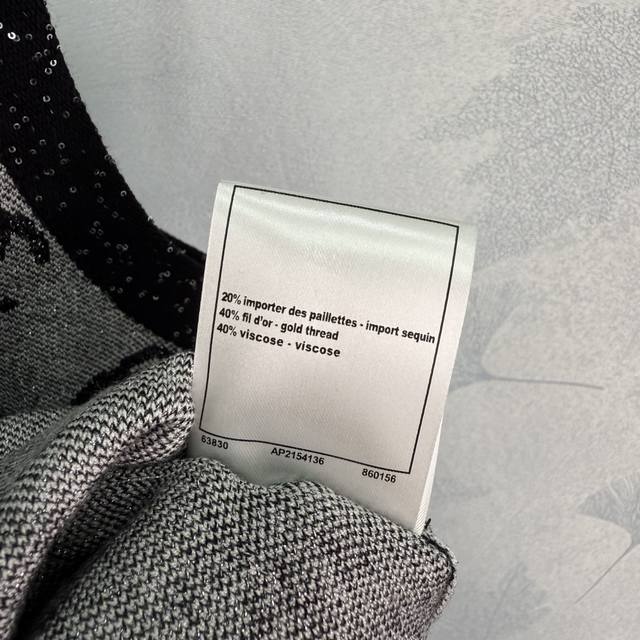 20% importer des paillettes - import sequin
40% fil d'or - gold thread
40% viscose - viscose
63830 AP2154136 860156